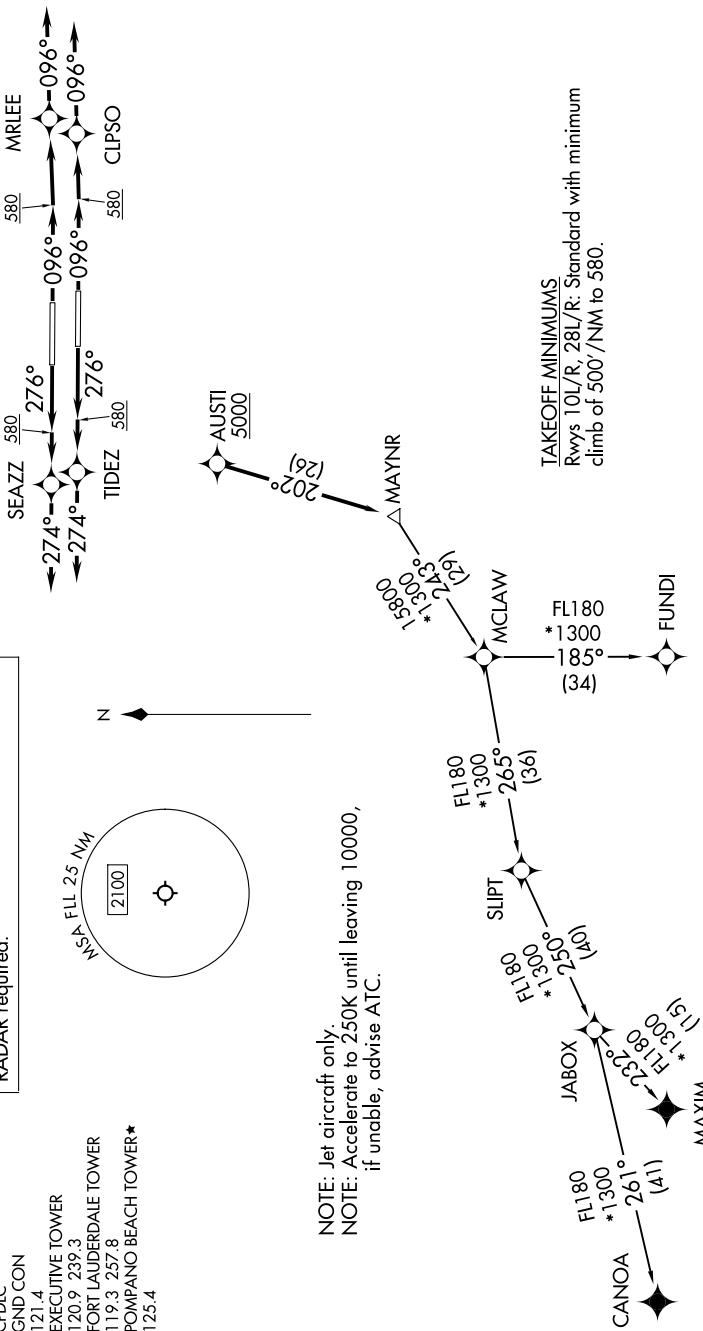 RADAR required.
CPDLC
GND CON
121.4
EXECUTIVE TOWER
120.9 239.3
FORT LAUDERDALE TOWER
119.3 257.8
POMPANO BEACH TOWER★
125.4
MSA FLL 25 NM
2100
N
SEAZZ
274°
580
276°
096°
580
MRLEE
096°
TIDEZ
274°
580
276°
096°
580
CLPSO
096°
AUSTI
5000
202°
(26)
MAYNR
15800
*1300
243°
(29)
MCLAW
FL180
*1300
185°
(34)
FUNDI
FL180
*1300
265°
(36)
SLIPT
FL180
*1300
250°
(40)
JABOX
232°
FL180
*1300
(15)
MAXIM
FL180
*1300
261°
(41)
CANOA
NOTE: Jet aircraft only.
NOTE: Accelerate to 250K until leaving 10000,
if unable, advise ATC.
TAKEOFF MINIMUMS
Rwys 10L/R, 28L/R: Standard with minimum
climb of 500'/NM to 580.